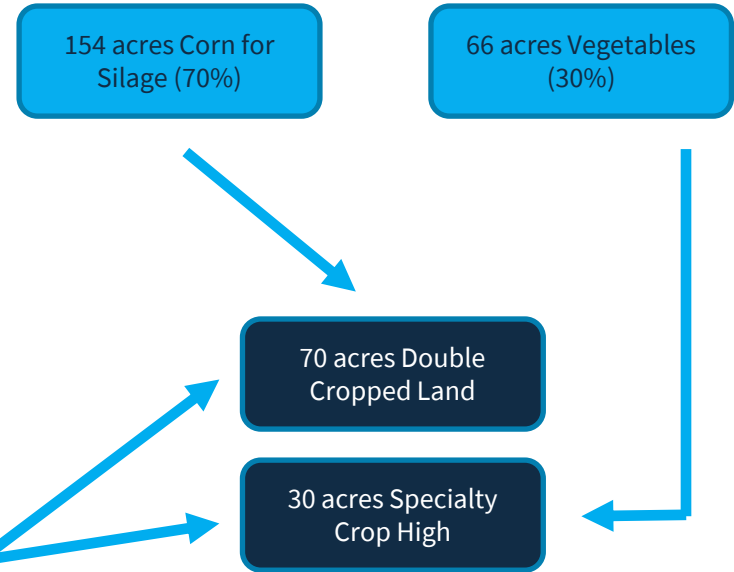 154 acres Corn for
Silage (70%)
66 acres Vegetables
(30%)
70 acres Double
Cropped Land
30 acres Specialty
Crop High